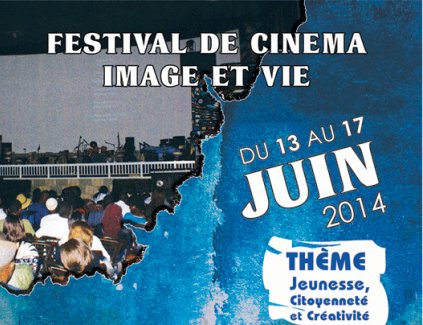 FESTIVAL DE CINEMA
IMAGE ET VIE
DU 13 AU 17
JUIN
2014
THÈME
Jeunesse,
Citoyenneté
et Créativité